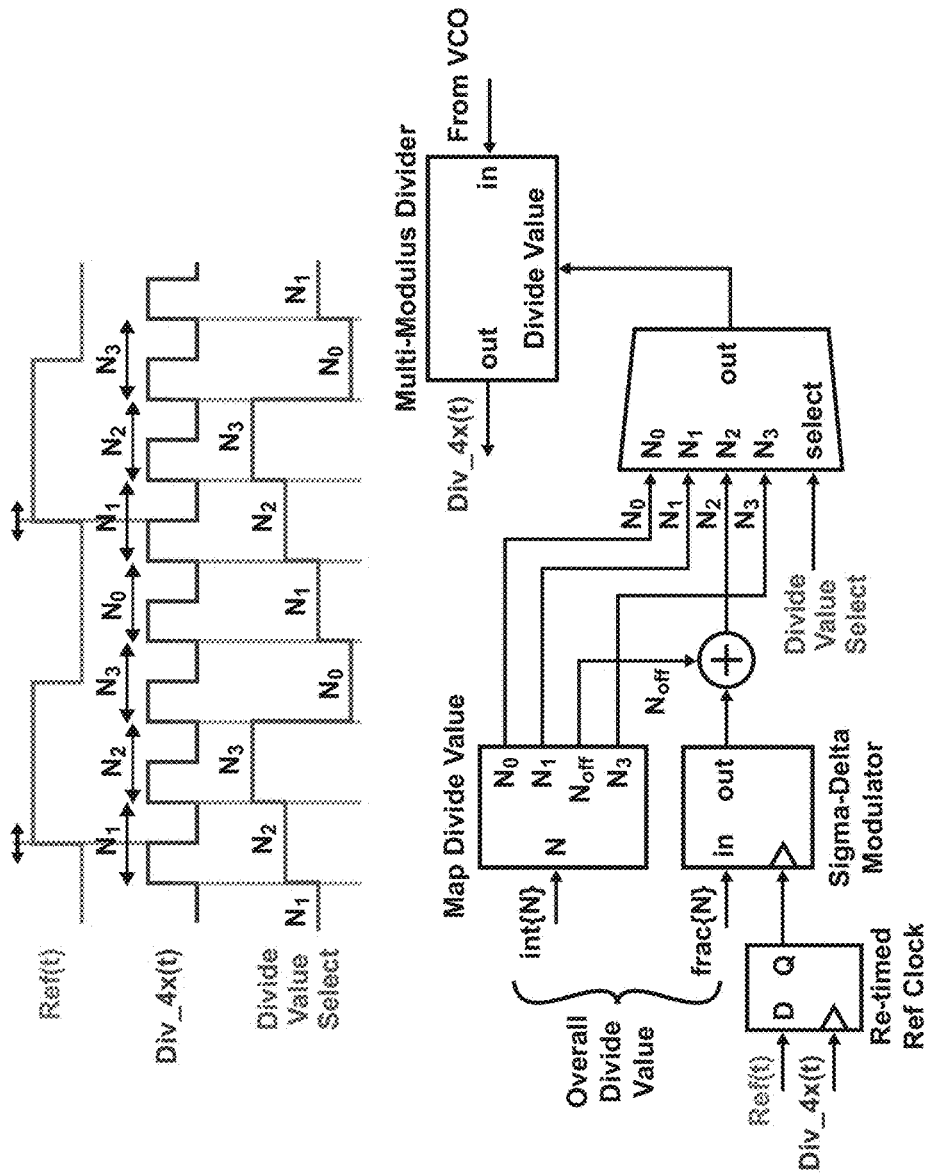 Ref(t)
Div_4x(t)
N1 N2 N3 N0 N1 N2 N3
Divide
Value
Select
N1 N2 N3 N0 N1 N2 N3 N0 N1
Map Divide Value
int{N}
N
N0
N1
Noff
N3
Overall
Divide
Value
frac{N}
in out
Sigma-Delta
Modulator
Ref(t)
Div_4x(t)
D Q
Re-timed
Ref Clock
Noff
+
N0
N1
N2
N3
Divide
Value
Select
N0
N1
N2
N3
select
out
Multi-Modulus Divider
Div_4x(t)
out in
Divide Value
From VCO